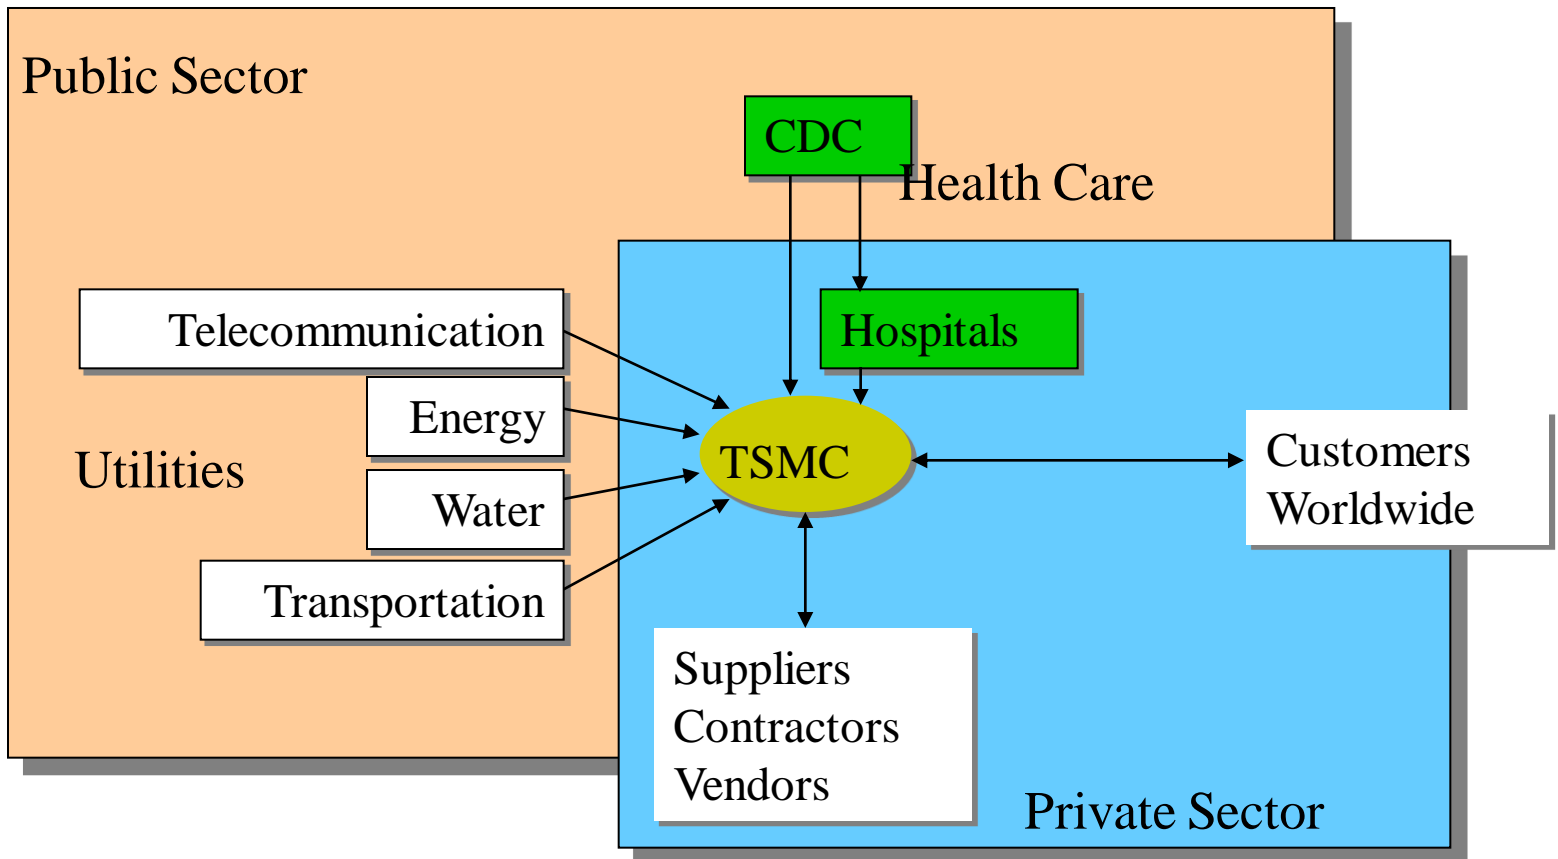 Public Sector
CDC
Health Care
Telecommunication
Hospitals
Energy
Utilities
TSMC
Customers
Worldwide
Water
Transportation
Suppliers
Contractors
Vendors
Private Sector